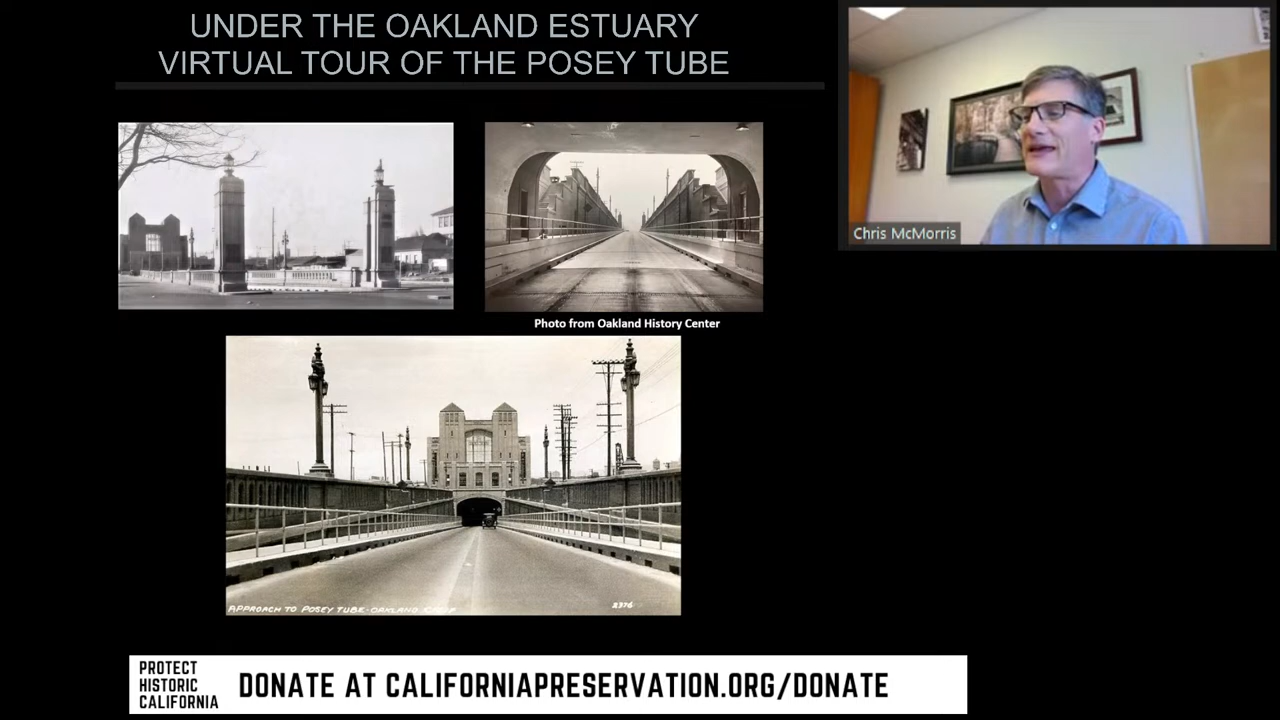 UNDER THE OAKLAND ESTUARY
VIRTUAL TOUR OF THE POSEY TUBE
Chris McMorris
Photo from Oakland History Center
APPROACH TO POSEY TUBE - OAKLAND
2376
PROTECT
HISTORIC
CALIFORNIA
DONATE AT CALIFORNIAPRESERVATION.ORG/DONATE